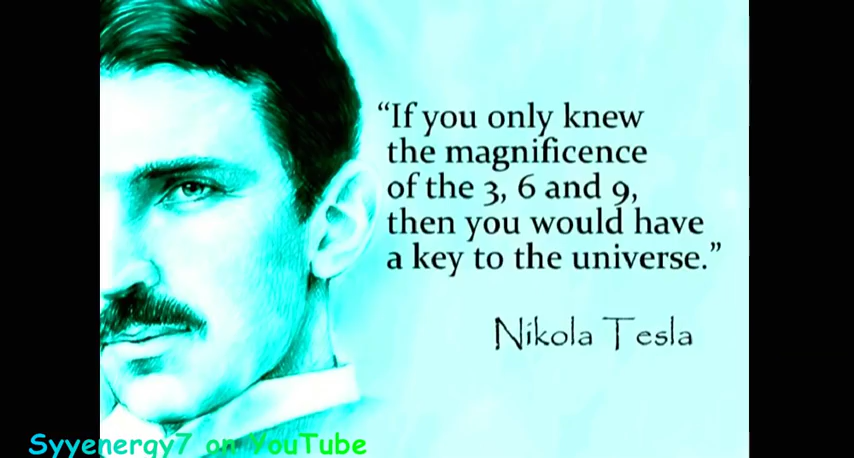 “If you only knew
the magnificence
of the 3, 6 and 9,
then you would have
a key to the universe.”
Nikola Tesla
Syyenergy7 on YouTube